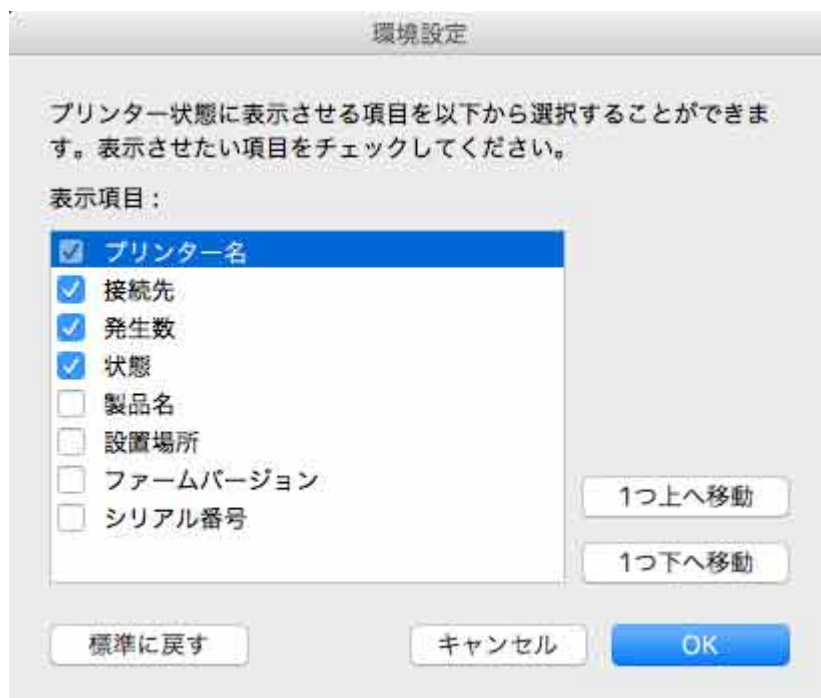 環境設定
プリンター状態に表示させる項目を以下から選択することができま
す。表示させたい項目をチェックしてください。
表示項目：
プリンター名
接続先
発生数
状態
製品名
設置場所
ファームバージョン
シリアル番号
1つ上へ移動
1つ下へ移動
標準に戻す
キャンセル
OK